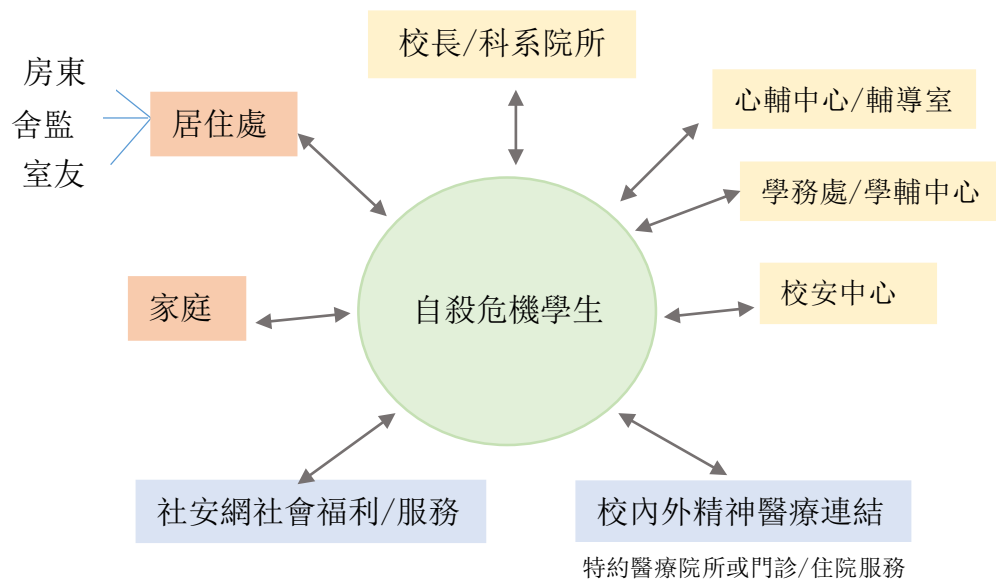 校長/科系院所
房東
舍監
室友
居住處
心輔中心/輔導室
學務處/學輔中心
家庭
自殺危機學生
校安中心
社安網社會福利/服務
校內外精神醫療連結
特約醫療院所或門診/住院服務